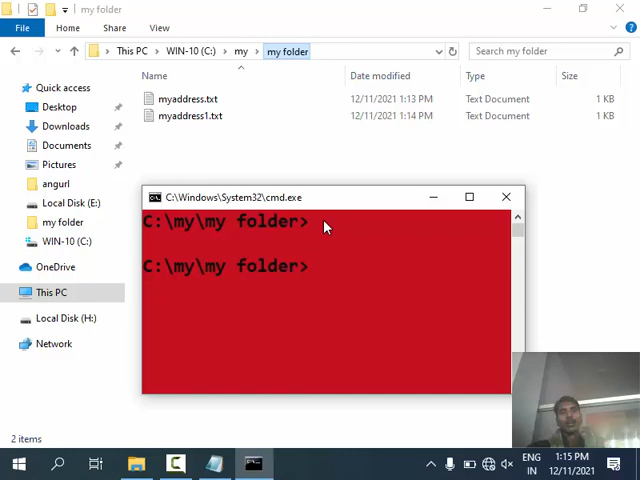 my folder
File
Home
Share
View
This PC > WIN-10 (C:) > my > my folder
Search my folder
Name
Date modified
Type
Size
myaddress.txt
12/11/2021 1:13 PM
Text Document
1 KB
myaddress1.txt
12/11/2021 1:14 PM
Text Document
1 KB
Quick access
Desktop
Downloads
Documents
Pictures
angurl
Local Disk (E:)
my folder
WIN-10 (C:)
OneDrive
This PC
Local Disk (H:)
Network
C:\Windows\System32\cmd.exe
C:\my\my folder>
C:\my\my folder>
2 items
ENG
IN
1:15 PM
12/11/2021